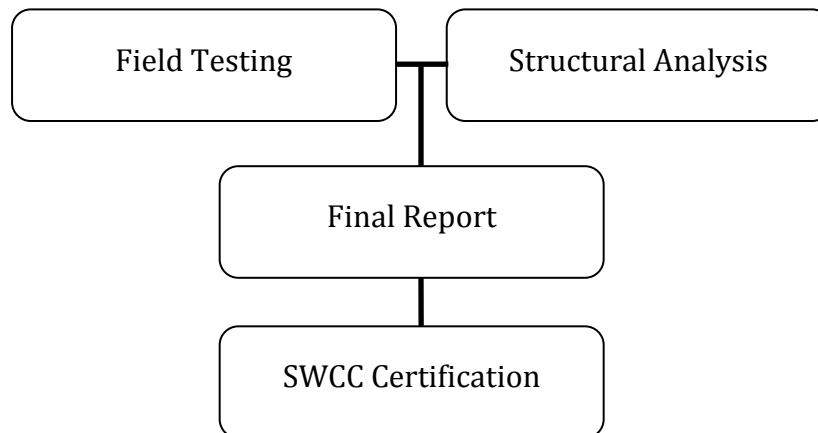 Field Testing
Structural Analysis
Final Report
SWCC Certification